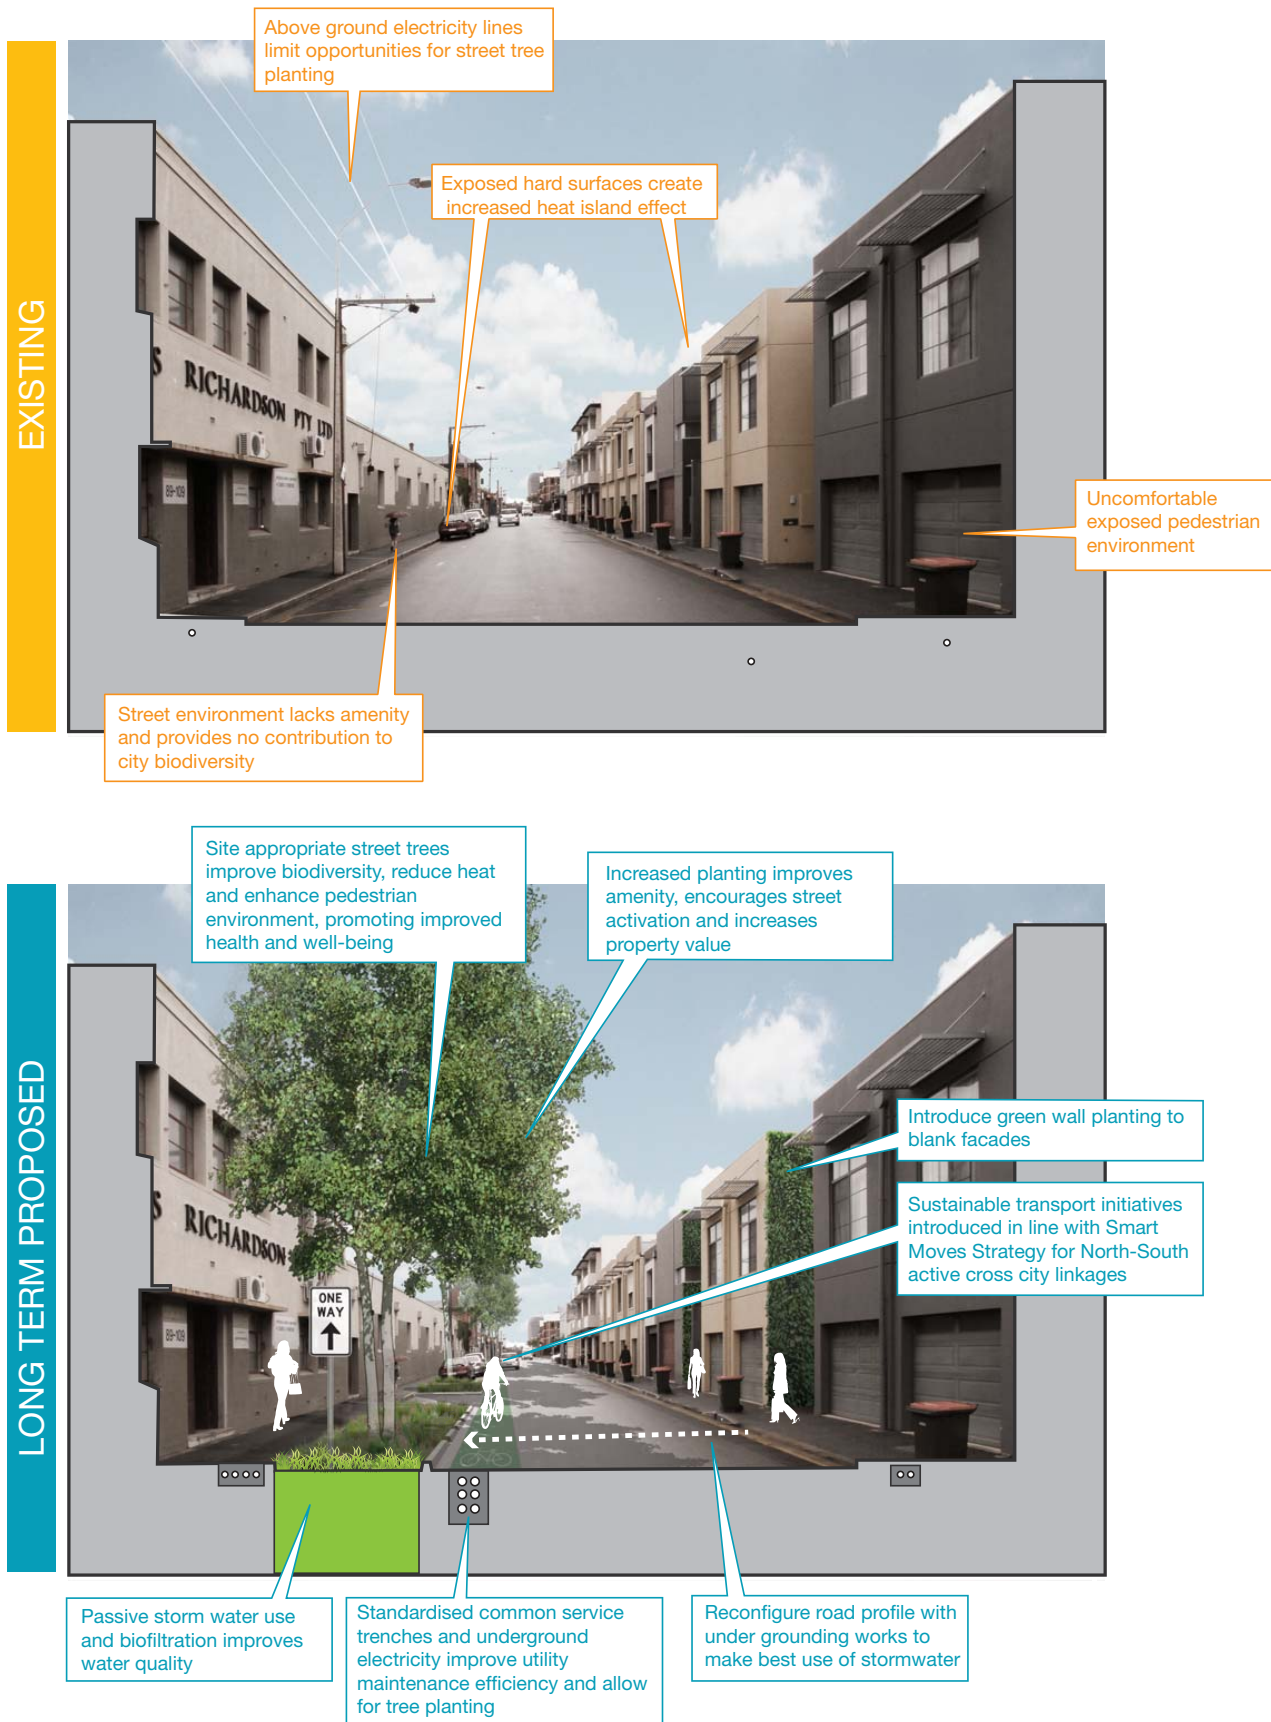 EXISTING
Above ground electricity lines
limit opportunities for street tree
planting
Exposed hard surfaces create
increased heat island effect
S RICHARDSON PTY LTD
89-109
Uncomfortable
exposed pedestrian
environment
Street environment lacks amenity
and provides no contribution to
city biodiversity
LONG TERM PROPOSED
Site appropriate street trees
improve biodiversity, reduce heat
and enhance pedestrian
environment, promoting improved
health and well-being
Increased planting improves
amenity, encourages street
activation and increases
property value
Introduce green wall planting to
blank facades
Sustainable transport initiatives
introduced in line with Smart
Moves Strategy for North-South
active cross city linkages
S RICHARDSON
ONE
WAY
89-109
Passive storm water use
and biofiltration improves
water quality
Standardised common service
trenches and underground
electricity improve utility
maintenance efficiency and allow
for tree planting
Reconfigure road profile with
under grounding works to
make best use of stormwater